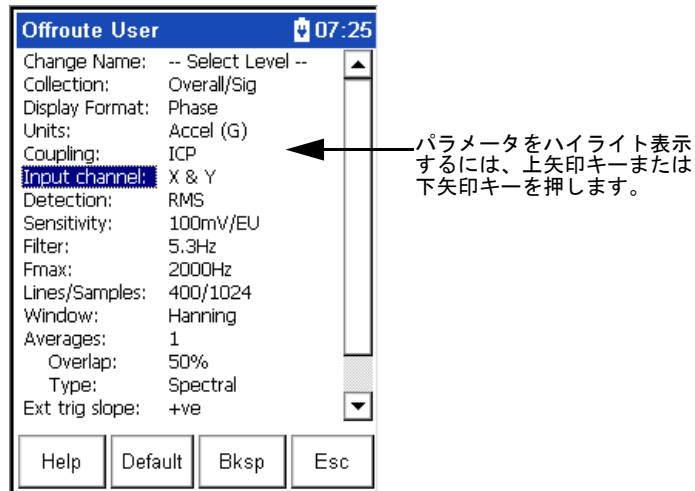 Offroute User 07:25
Change Name: -- Select Level --
Collection: Overall/Sig
Display Format: Phase
Units: Accel (G)
Coupling: ICP
Input channel: X & Y
Detection: RMS
Sensitivity: 100mV/EU
Filter: 5.3Hz
Fmax: 2000Hz
Lines/Samples: 400/1024
Window: Hanning
Averages: 1
Overlap: 50%
Type: Spectral
Ext trig slope: +ve
Help Default Bksp Esc
パラメータをハイライト表示
するには、上矢印キーまたは
下矢印キーを押します。